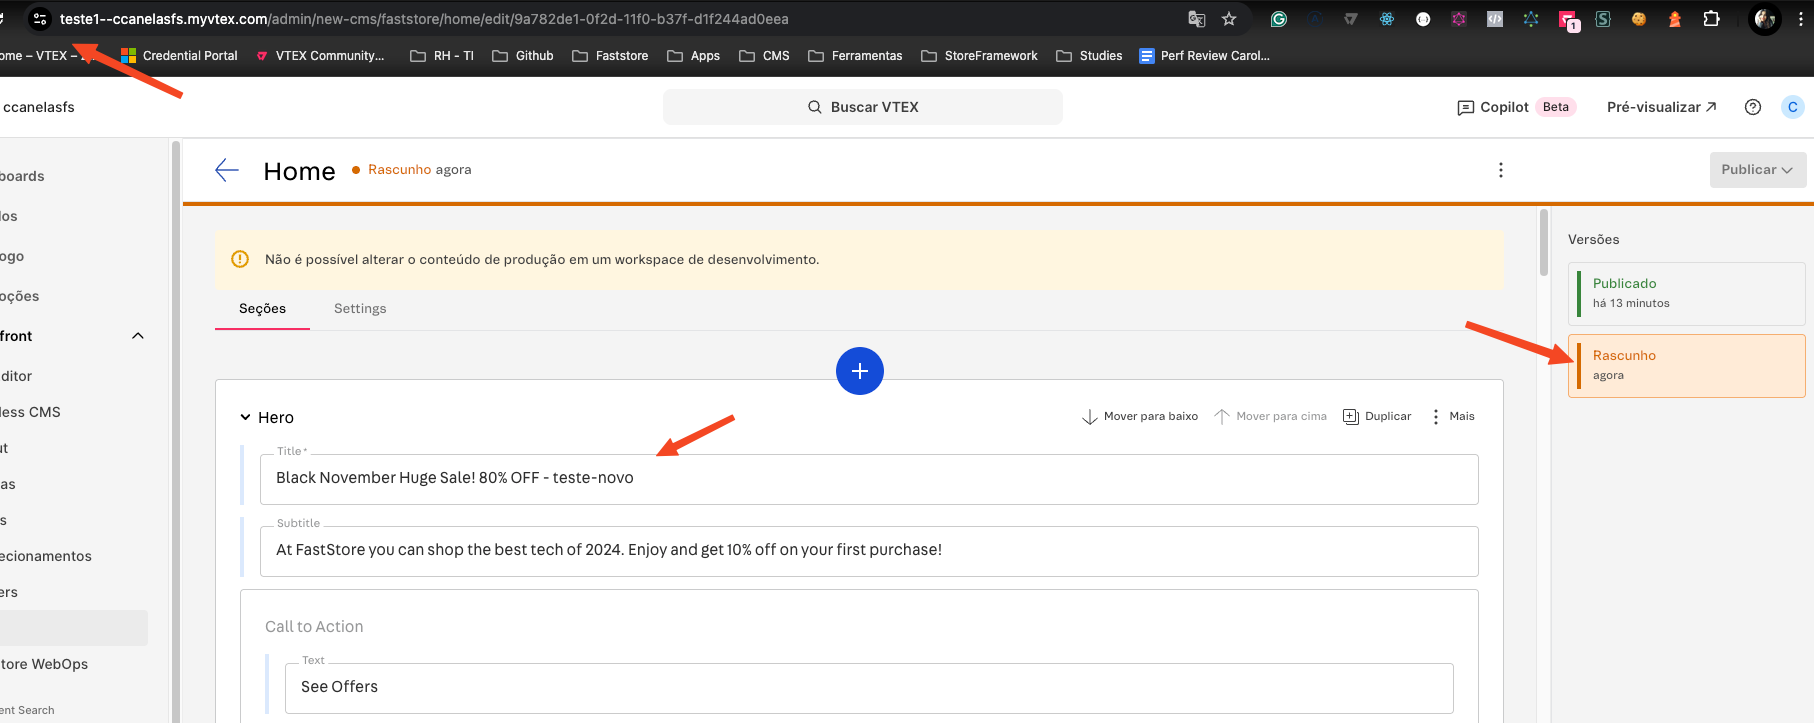 teste1--ccanelasfs.myvtex.com/admin/new-cms/faststore/home/edit/9a782de1-0f2d-11f0-b37f-d1f244ad0eea
1
ome – VTEX –
Credential Portal
VTEX Community...
RH - TI
Github
Faststore
Apps
CMS
Ferramentas
StoreFramework
Studies
Perf Review Carol...
ccanelasfs
Buscar VTEX
Copilot
Beta
Pré-visualizar
C
boards
los
ogo
oções
front
ditor
less CMS
ut
as
s
ecionamentos
ers
tore WebOps
ent Search
Home
Rascunho agora
Publicar
Não é possível alterar o conteúdo de produção em um workspace de desenvolvimento.
Seções
Settings
Hero
Mover para baixo
Mover para cima
Duplicar
Mais
Title*
Black November Huge Sale! 80% OFF - teste-novo
Subtitle
At FastStore you can shop the best tech of 2024. Enjoy and get 10% off on your first purchase!
Call to Action
Text
See Offers
Versões
Publicado
há 13 minutos
Rascunho
agora